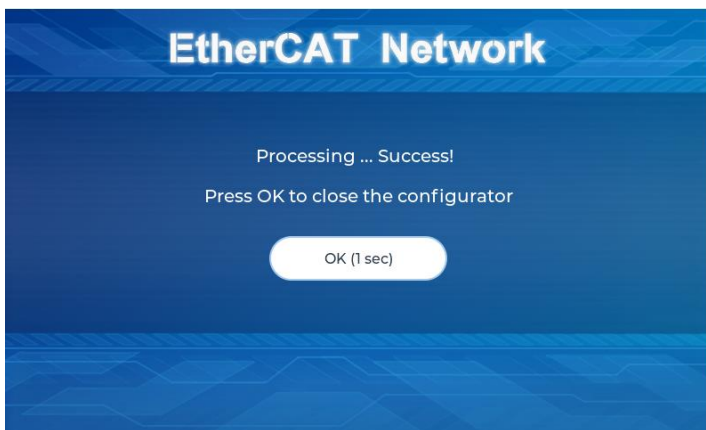 EtherCAT Network
Processing ... Success!
Press OK to close the configurator
OK (1 sec)